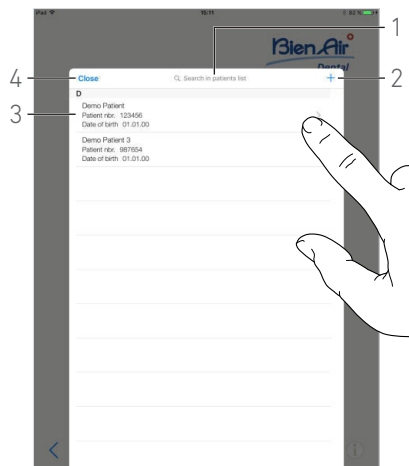 iPad 16:11 82 %
1
Bien Air
Dental
4 Close Search in patients list + 2
D
3 Demo Patient
Patient nbr. 123456
Date of birth 01.01.00
Demo Patient 3
Patient nbr. 987654
Date of birth 01.01.00